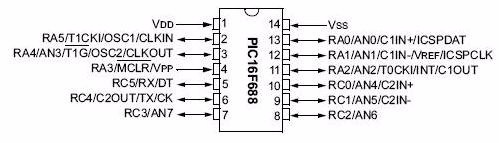 VDD 1 14 VSS
RA5/T1CKI/OSC1/CLKIN 2 13 RA0/AN0/C1IN+/ICSPDAT
RA4/AN3/T1G/OSC2/CLKOUT 3 12 RA1/AN1/C1IN-/VREF/ICSPCLK
RA3/MCLR/VPP 4 11 RA2/AN2/T0CKI/INT/C1OUT
RC5/RX/DT 5 10 RC0/AN4/C2IN+
RC4/C2OUT/TX/CK 6 9 RC1/AN5/C2IN-
RC3/AN7 7 8 RC2/AN6
PIC16F688